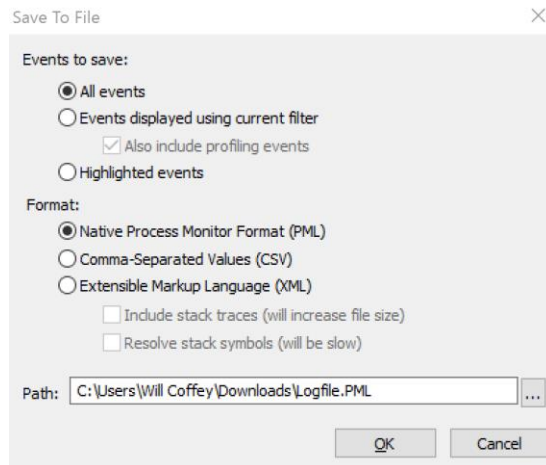 Save To File
Events to save:
All events
Events displayed using current filter
Also include profiling events
Highlighted events
Format:
Native Process Monitor Format (PML)
Comma-Separated Values (CSV)
Extensible Markup Language (XML)
Include stack traces (will increase file size)
Resolve stack symbols (will be slow)
Path: C:\Users\Will Coffey\Downloads\Logfile.PML ...
OK Cancel